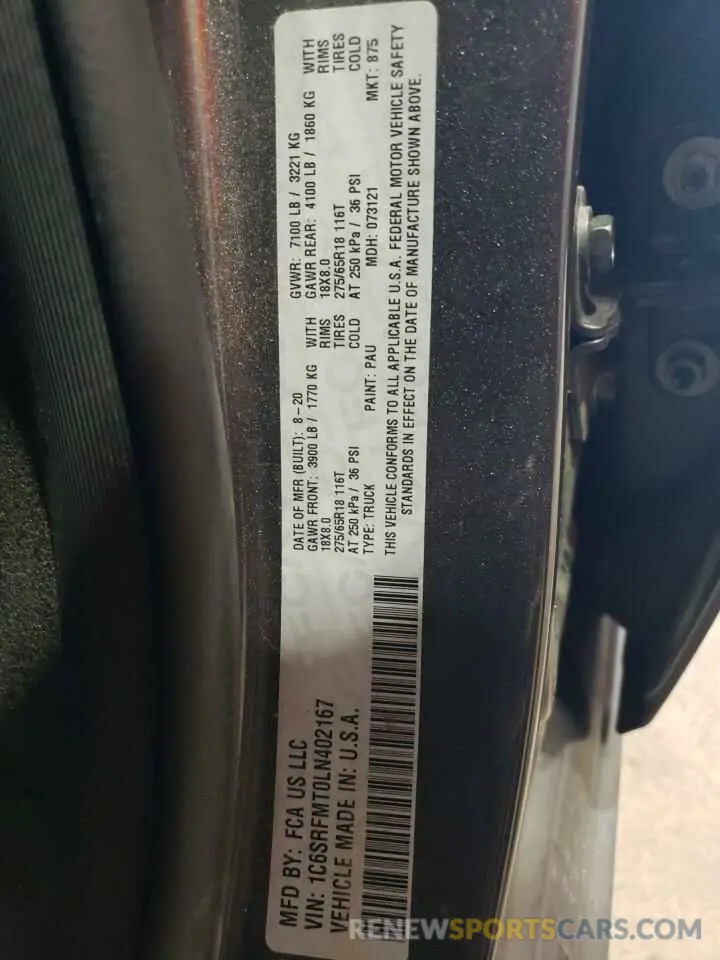 MFD BY: FCA US LLC
VIN: 1C6SRFMT0LN402167
VEHICLE MADE IN: U.S.A.
DATE OF MFR (BUILT): 8-20 GVWR: 7100 LB / 3221 KG
GAWR FRONT: 3900 LB / 1770 KG WITH GAWR REAR: 4100 LB / 1860 KG WITH
18X8.0 RIMS 18X8.0 RIMS
275/65R18 116T TIRES 275/65R18 116T TIRES
AT 250 kPa / 36 PSI COLD AT 250 kPa / 36 PSI COLD
TYPE: TRUCK PAINT: PAU MDH: 073121 MKT: 875
THIS VEHICLE CONFORMS TO ALL APPLICABLE U.S.A. FEDERAL MOTOR VEHICLE SAFETY
STANDARDS IN EFFECT ON THE DATE OF MANUFACTURE SHOWN ABOVE.
RENEWSPORTSCARS.COM